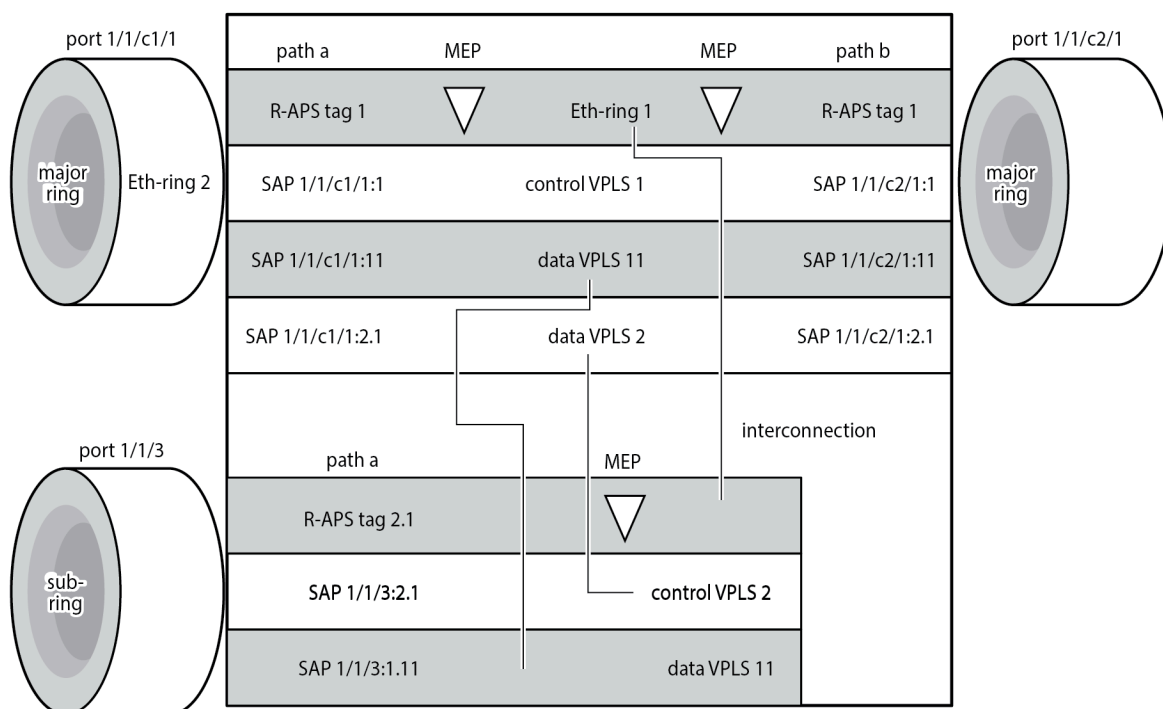 port 1/1/c1/1
path a
MEP
MEP
path b
port 1/1/c2/1
R-APS tag 1
Eth-ring 1
R-APS tag 1
major
ring
Eth-ring 2
SAP 1/1/c1/1:1
control VPLS 1
SAP 1/1/c2/1:1
major
ring
SAP 1/1/c1/1:11
data VPLS 11
SAP 1/1/c2/1:11
SAP 1/1/c1/1:2.1
data VPLS 2
SAP 1/1/c2/1:2.1
interconnection
port 1/1/3
path a
MEP
R-APS tag 2.1
sub-
ring
SAP 1/1/3:2.1
control VPLS 2
SAP 1/1/3:1.11
data VPLS 11